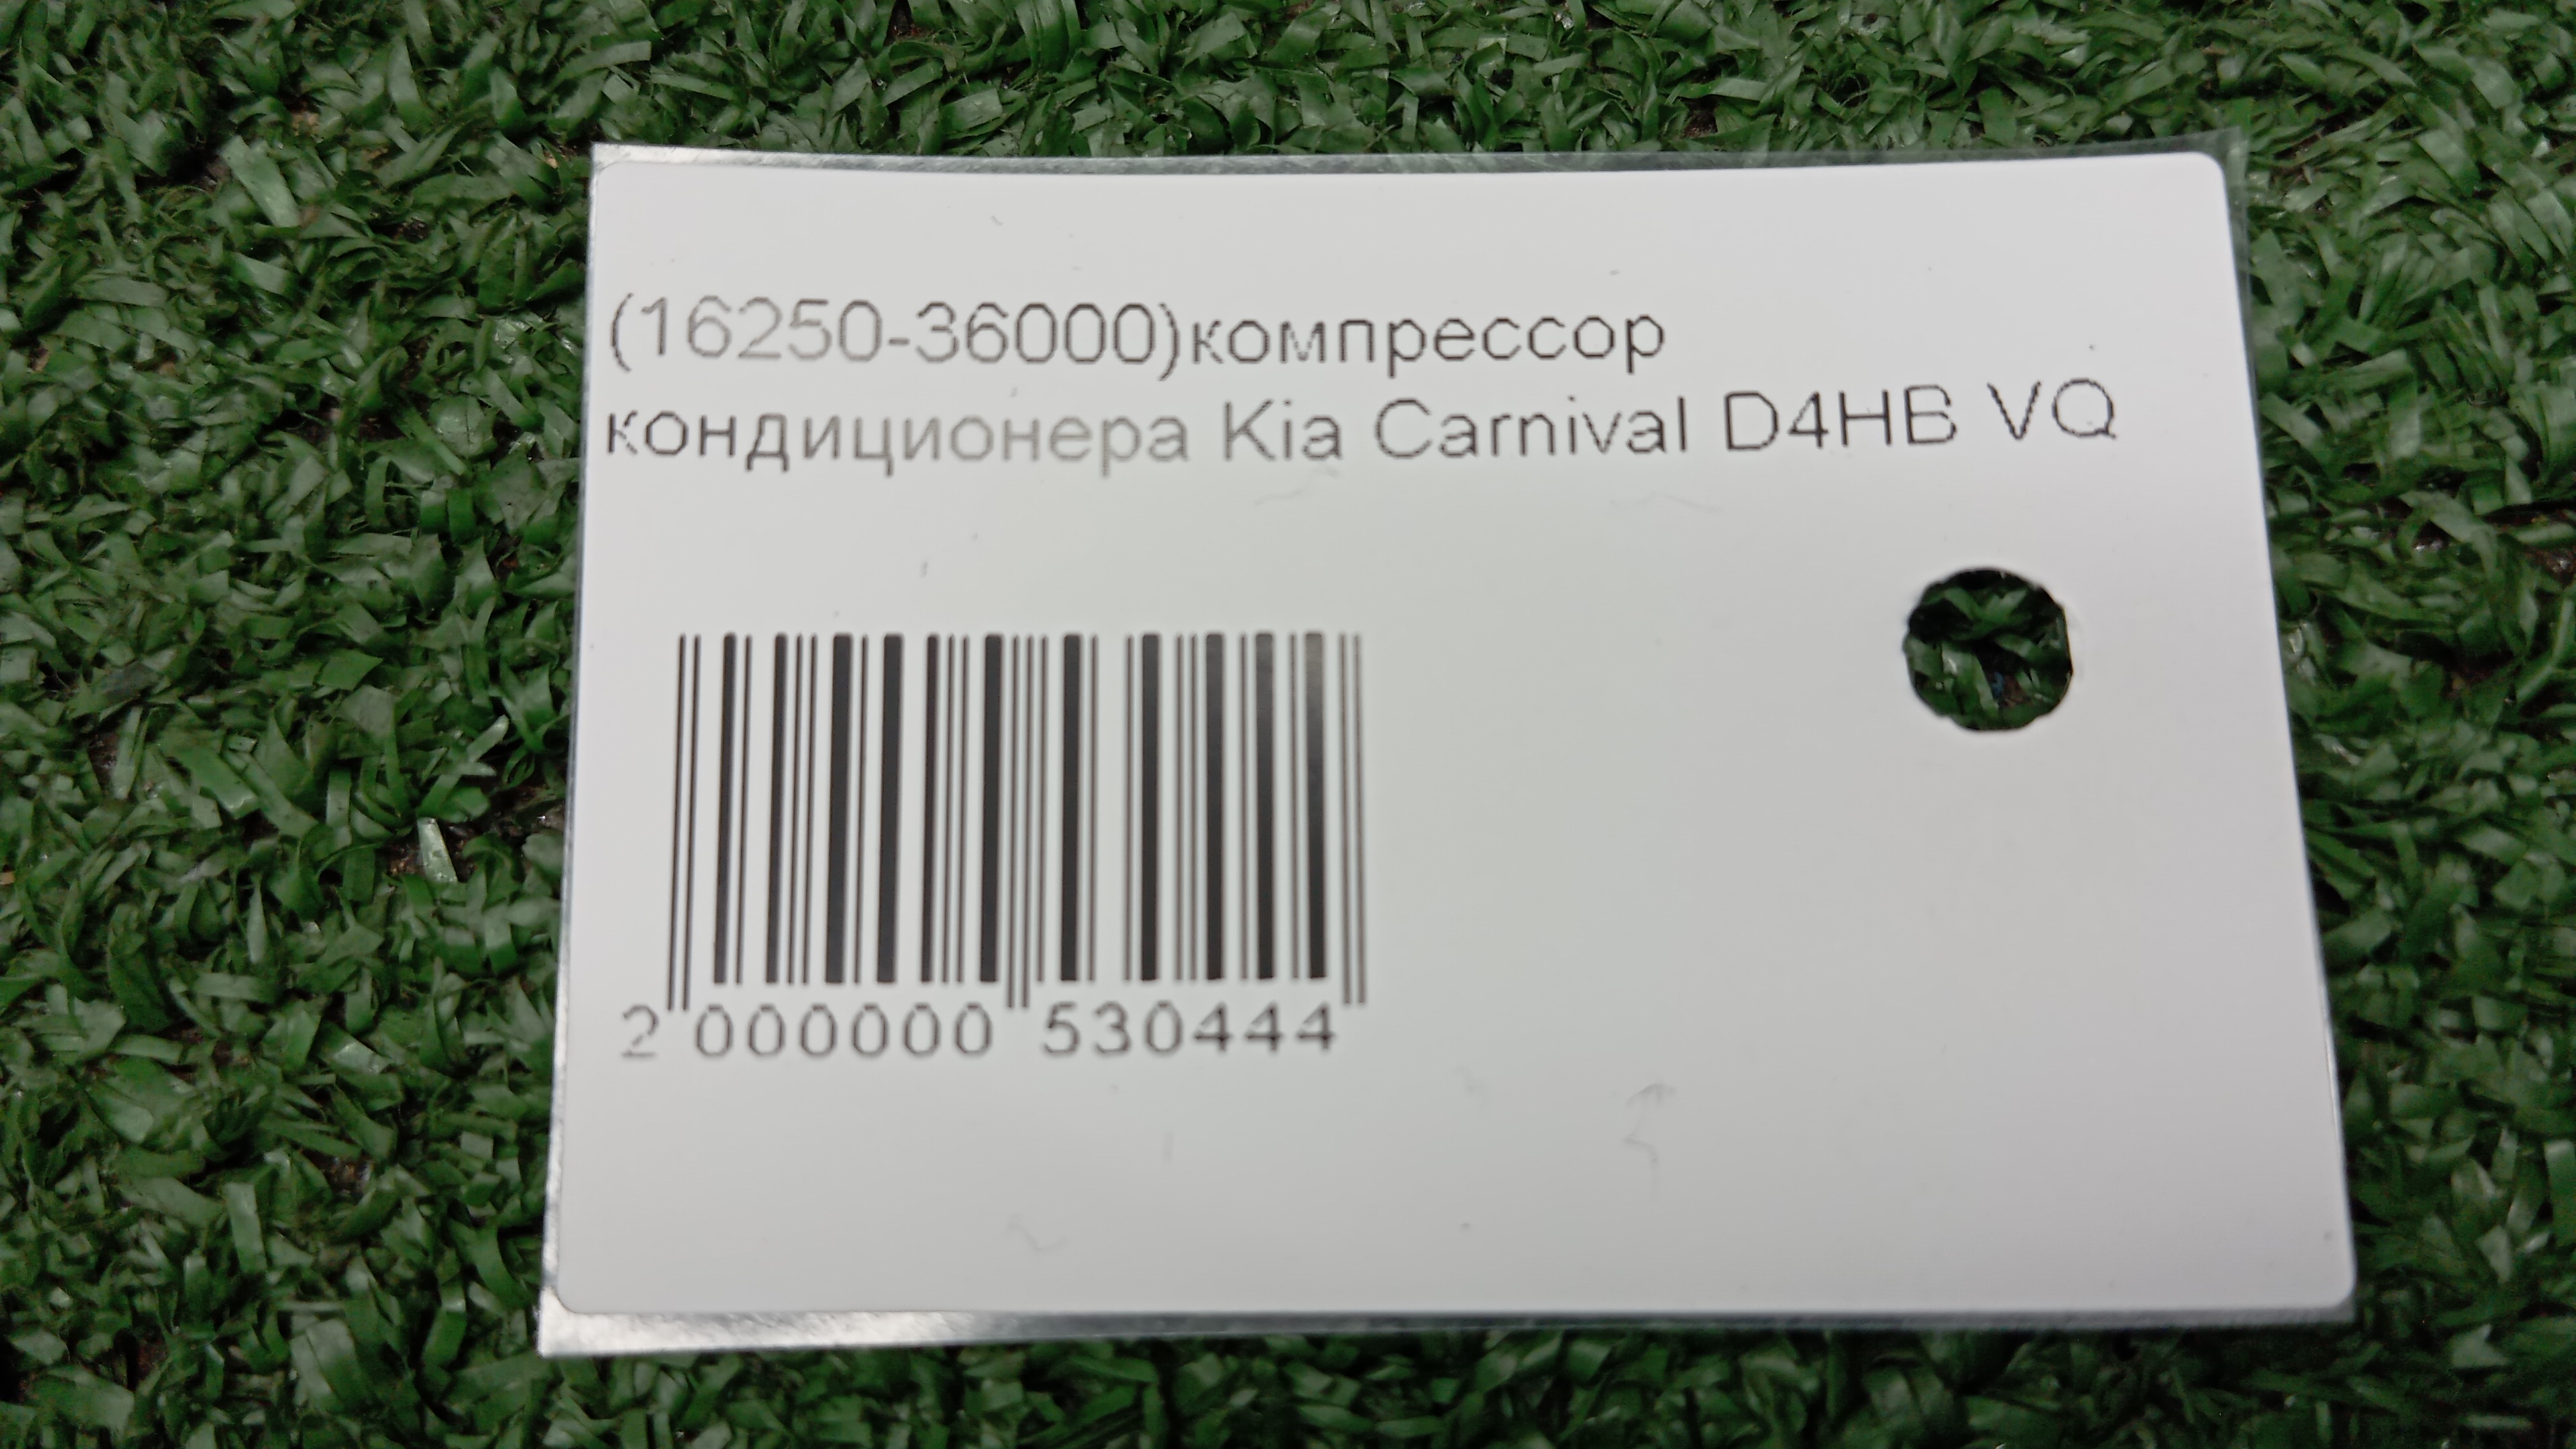 (16250-36000)компрессор
кондиционера Kia Carnival D4HB VQ
2 000000 530444